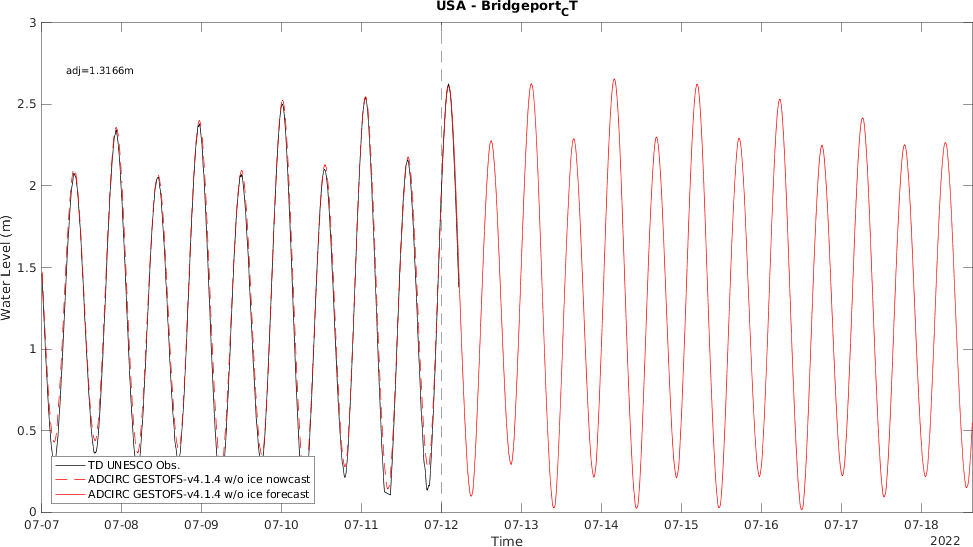 USA - Bridgeport_CT
3
adj=1.3166m
2.5
2
1.5
1
0.5
0
Water Level (m)
TD UNESCO Obs.
ADCIRC GESTOFS-v4.1.4 w/o ice nowcast
ADCIRC GESTOFS-v4.1.4 w/o ice forecast
07-07 07-08 07-09 07-10 07-11 07-12 07-13 07-14 07-15 07-16 07-17 07-18
Time
2022